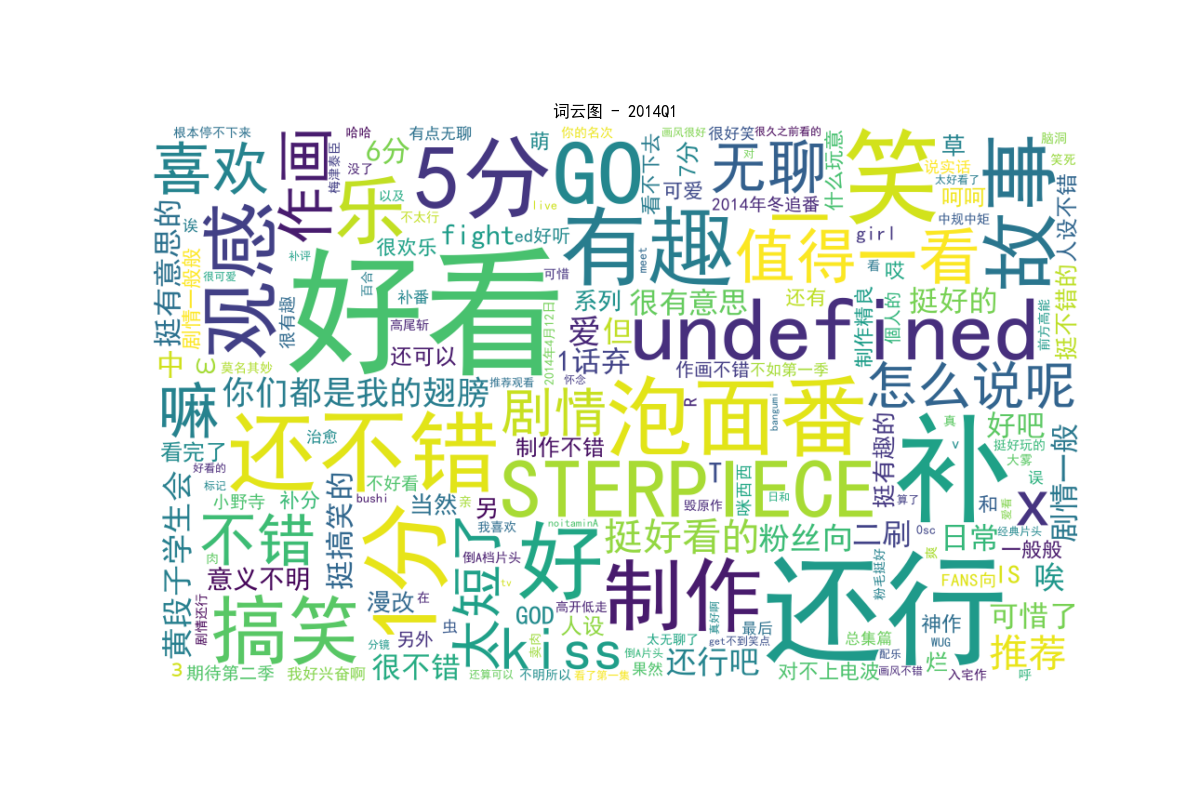 词云图 - 2014Q1
根本停不下来
哈哈
有点无聊
萌
你的名次
画风很好
很好笑
很久之前看的
草
脑洞
喜欢
作画
梅津泰臣
没了
6分
5分
GO
看不下去
7分
无聊
对
什么玩意
一
笑
说实话
太好看了
故事
笑死
人设不错
挺有意思的
诶
观感
乐
以及
不太行
live
可爱
2014年冬追番
呵呵
中规中矩
很欢乐
fight
ed好听
有趣
meet
值得一看
girl
看
哎
剧情一般般
很可爱
很有趣
补评
百合
好看
可惜
补番
高尾斩
系列
很有意思
还有
制作精良
個人的
挺好的
前方高能
挺不错的
还可以
2014年4月12日
爱
但
undefined
中
ω
莫名其妙
1话弃
作画不错
不如第一季
怎么说呢
嘛
你们都是我的翅膀
推荐观看
怀念
剧情
泡面番
R
bangumi
挺有趣的
补
真
v
好吧
挺好玩的
大雾
误
剧情一般
看完了
治愈
还不错
制作不错
好看的
标记
小野寺
补分
bushi
不好看
亲
当然
另
STERPIECE
T
咪西西
日和
毁原作
算了
和
爱看
x
黄段子学生会
不错
肉
挺搞笑的
1分
我喜欢
noitaminA
好
挺好看的
粉丝向
二刷
0sc
爽
日常
经典片头
一般般
意义不明
太短了
倒A档片头
tv
制作
还行
粉毛挺好
FANS向
IS
唉
剧情还行
搞笑
漫改
在
另外
虫
GOD
高开低走
人设
真好啊
最后
神作
WUG
可惜了
分镜
卖肉
kiss
太无聊了
get不到笑点
倒A片头
配乐
总集篇
烂
推荐
3
期待第二季
我好兴奋啊
很不错
还算可以
不明所以
看了第一集
果然
还行吧
对不上电波
画风不错
入宅作
呼